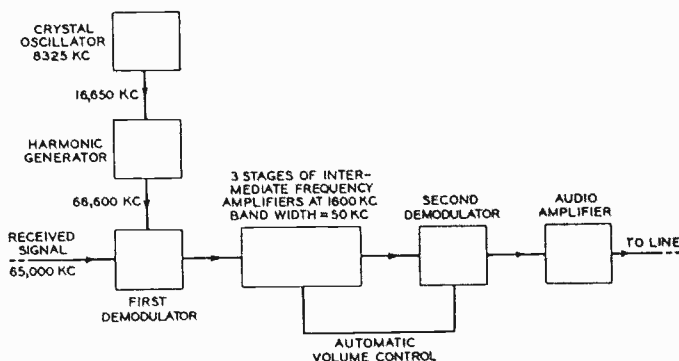 CRYSTAL
OSCILLATOR
8325 KC
16,650 KC
HARMONIC
GENERATOR
66,600 KC
RECEIVED
SIGNAL
65,000 KC
FIRST
DEMODULATOR
3 STAGES OF INTER-
MEDIATE FREQUENCY
AMPLIFIERS AT 1600 KC
BAND WIDTH = 50 KC
SECOND
DEMODULATOR
AUDIO
AMPLIFIER
TO LINE
AUTOMATIC
VOLUME CONTROL